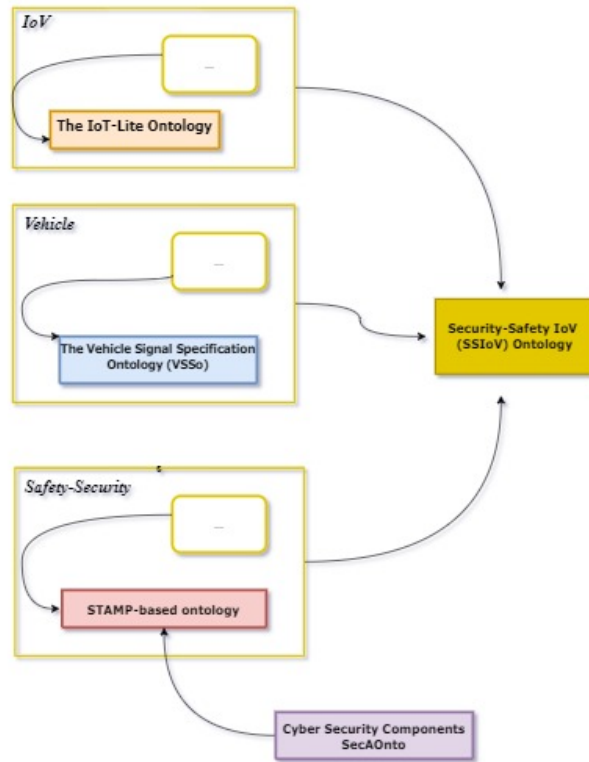 IoV
...
The IoT-Lite Ontology
Vehicle
...
The Vehicle Signal Specification
Ontology (VSSo)
Security-Safety IoV
(SSIoV) Ontology
Safety-Security
...
STAMP-based ontology
Cyber Security Components
SecAOnto